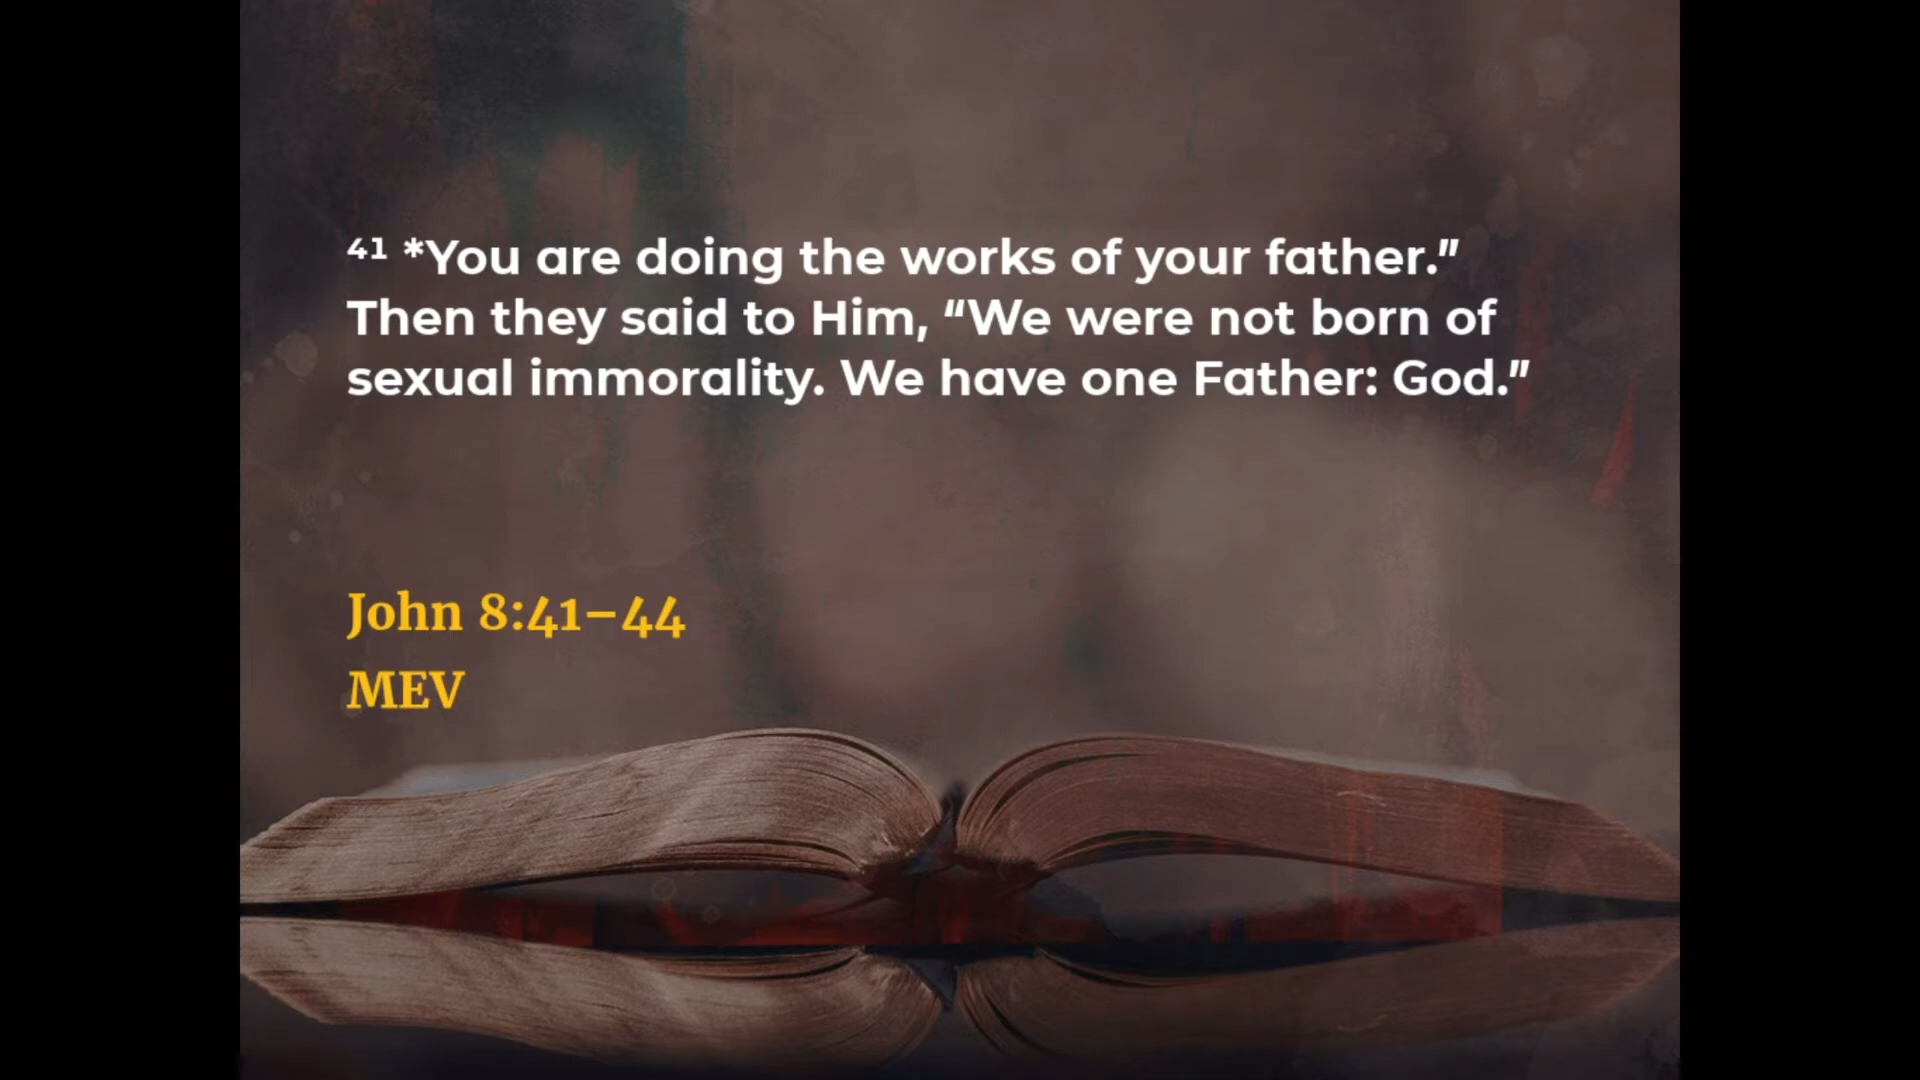 41 *You are doing the works of your father.”
Then they said to Him, “We were not born of
sexual immorality. We have one Father: God.”
John 8:41–44
MEV